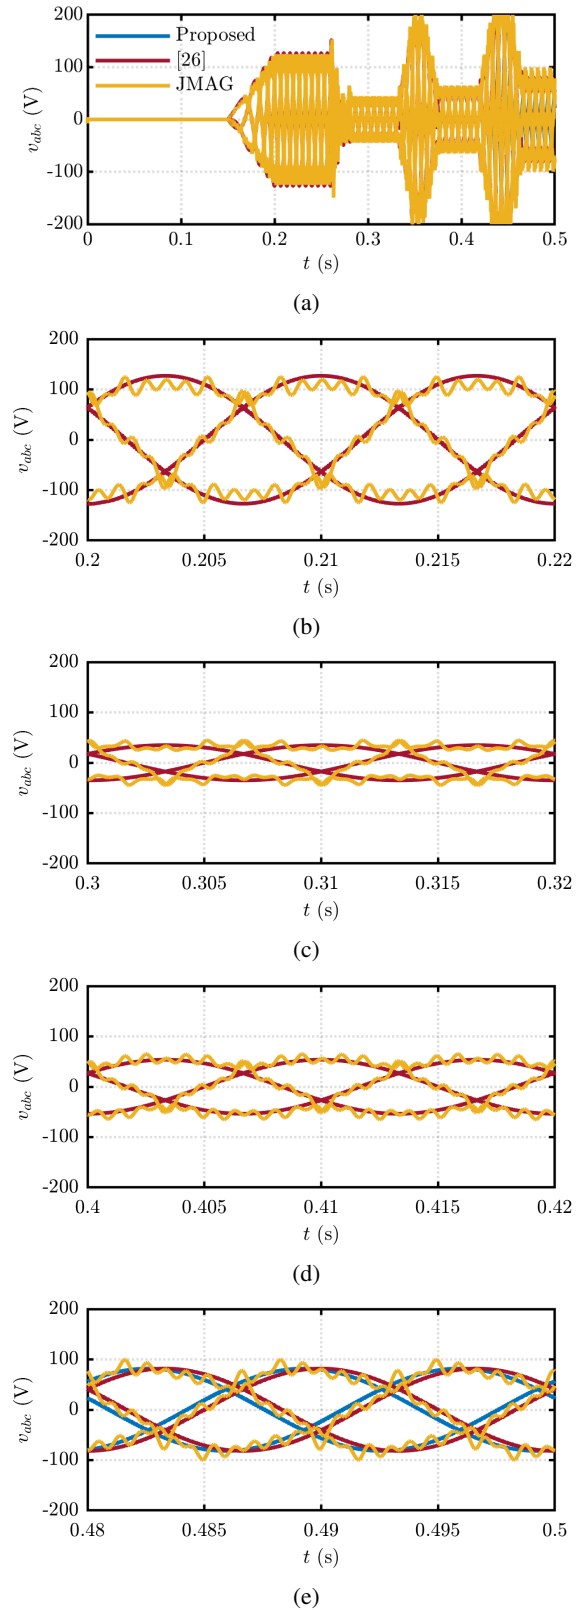 200
Proposed
[26]
JMAG
100
0
-100
-200
v_abc (V)
0 0.1 0.2 0.3 0.4 0.5
t (s)
(a)
200
100
0
-100
-200
v_abc (V)
0.2 0.205 0.21 0.215 0.22
t (s)
(b)
200
100
0
-100
-200
v_abc (V)
0.3 0.305 0.31 0.315 0.32
t (s)
(c)
200
100
0
-100
-200
v_abc (V)
0.4 0.405 0.41 0.415 0.42
t (s)
(d)
200
100
0
-100
-200
v_abc (V)
0.48 0.485 0.49 0.495 0.5
t (s)
(e)